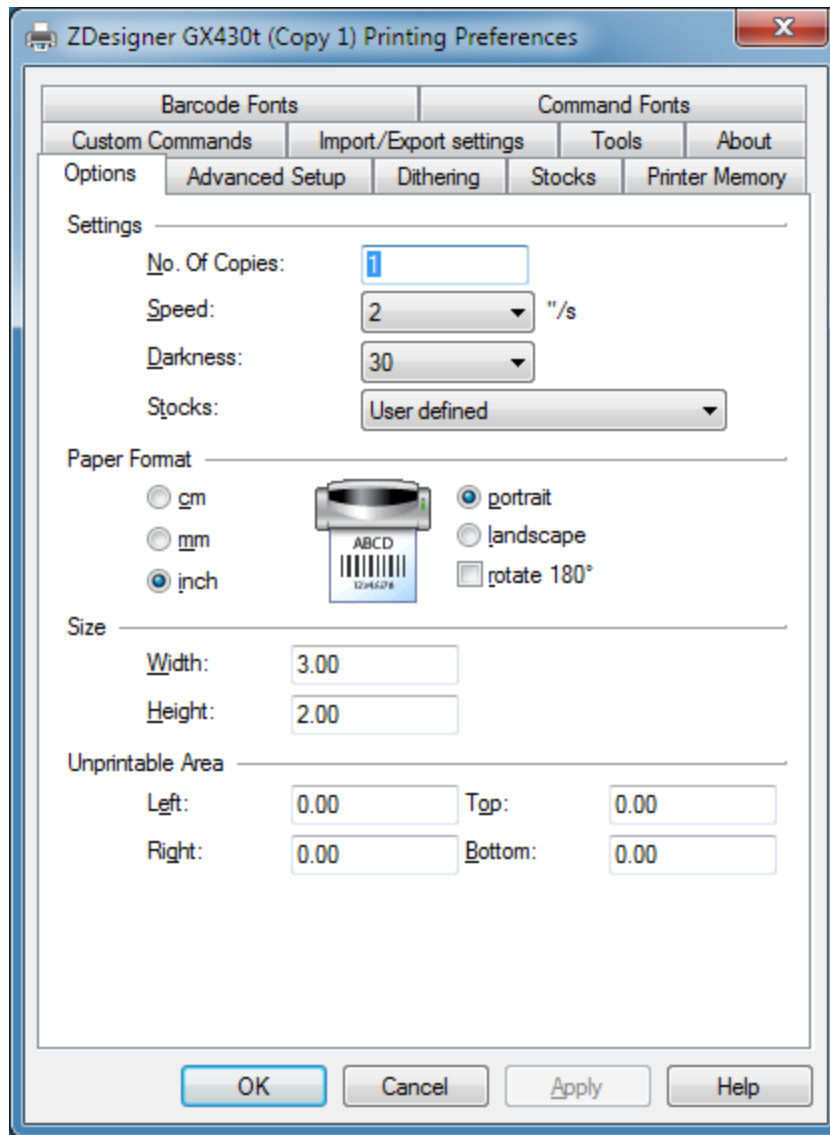 ZDesigner GX430t (Copy 1) Printing Preferences
Barcode Fonts Command Fonts
Custom Commands Import/Export settings Tools About
Options Advanced Setup Dithering Stocks Printer Memory
Settings
No. Of Copies: 1
Speed: 2 "/s
Darkness: 30
Stocks: User defined
Paper Format
cm portrait
mm landscape
inch rotate 180°
ABCD
12345678
Size
Width: 3.00
Height: 2.00
Unprintable Area
Left: 0.00 Top: 0.00
Right: 0.00 Bottom: 0.00
OK Cancel Apply Help